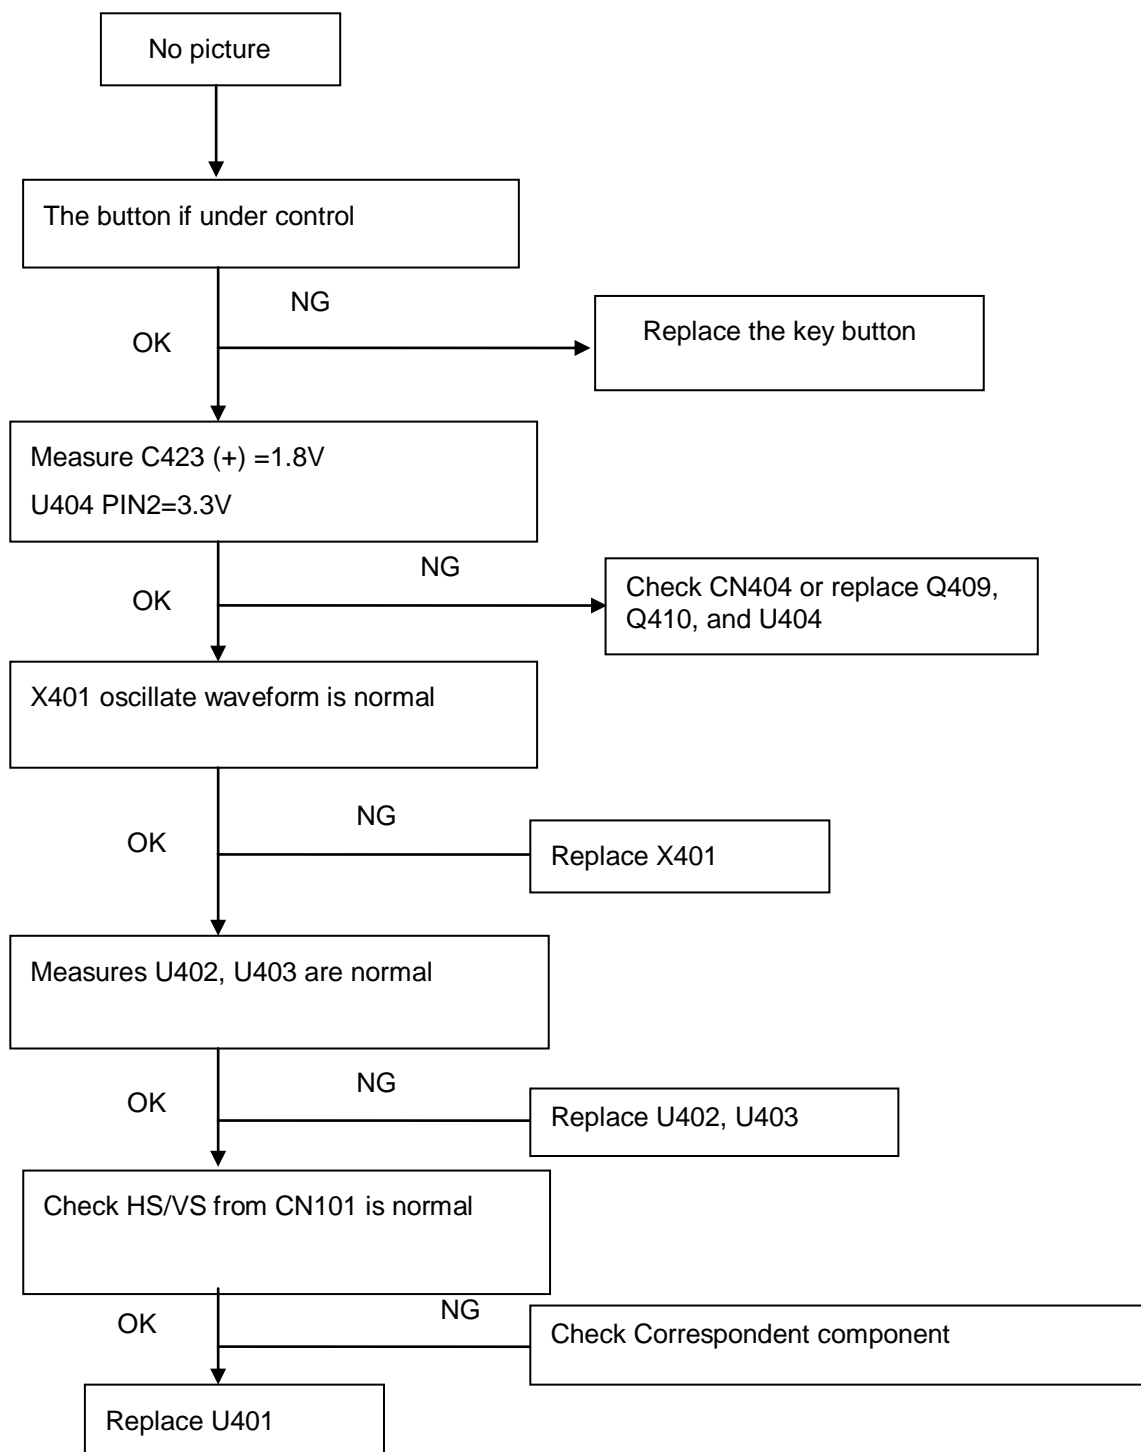 No picture
The button if under control
NG
OK
Replace the key button
Measure C423 (+) =1.8V
U404 PIN2=3.3V
NG
OK
Check CN404 or replace Q409,
Q410, and U404
X401 oscillate waveform is normal
NG
OK
Replace X401
Measures U402, U403 are normal
NG
OK
Replace U402, U403
Check HS/VS from CN101 is normal
NG
OK
Check Correspondent component
Replace U401